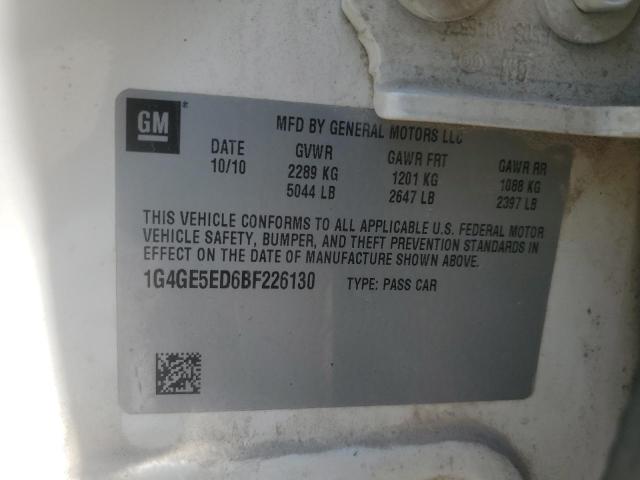 GM
MFD BY GENERAL MOTORS LLC
DATE GVWR GAWR FRT GAWR RR
10/10 2289 KG 1201 KG 1088 KG
5044 LB 2647 LB 2397 LB
THIS VEHICLE CONFORMS TO ALL APPLICABLE U.S. FEDERAL MOTOR
VEHICLE SAFETY, BUMPER, AND THEFT PREVENTION STANDARDS IN
EFFECT ON THE DATE OF MANUFACTURE SHOWN ABOVE.
1G4GE5ED6BF226130 TYPE: PASS CAR